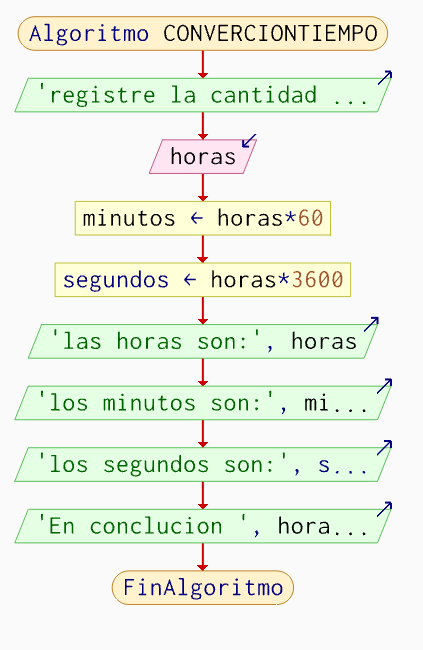 Algoritmo CONVERCIONTIEMPO
'registre la cantidad ...
horas
minutos ← horas*60
segundos ← horas*3600
'las horas son:', horas
'los minutos son:', mi...
'los segundos son:', s...
'En conclucion ', hora...
FinAlgoritmo